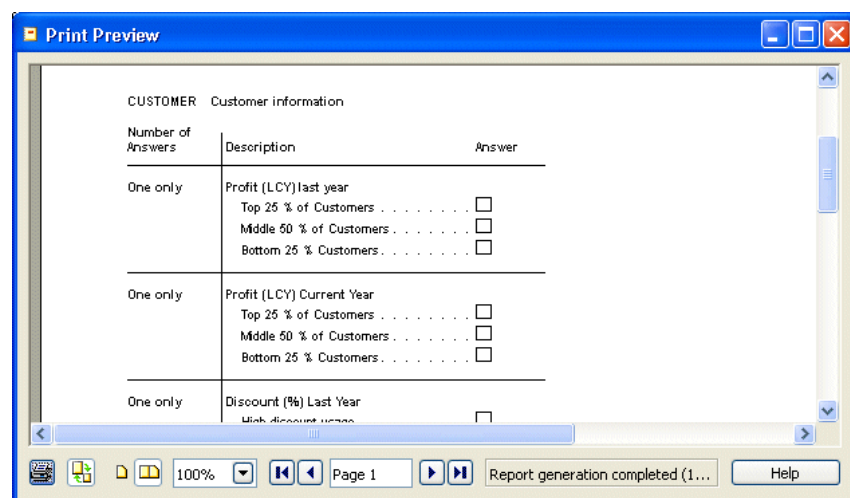 Print Preview
CUSTOMER Customer information
Number of
Answers Description Answer
One only Profit (LCY) last year
Top 25 % of Customers . . . . . . . .
Middle 50 % of Customers . . . . . . .
Bottom 25 % Customers. . . . . . . .
One only Profit (LCY) Current Year
Top 25 % of Customers . . . . . . . .
Middle 50 % of Customers . . . . . . .
Bottom 25 % Customers. . . . . . . .
One only Discount (%) Last Year
High discount usage
100% Page 1 Report generation completed (1... Help